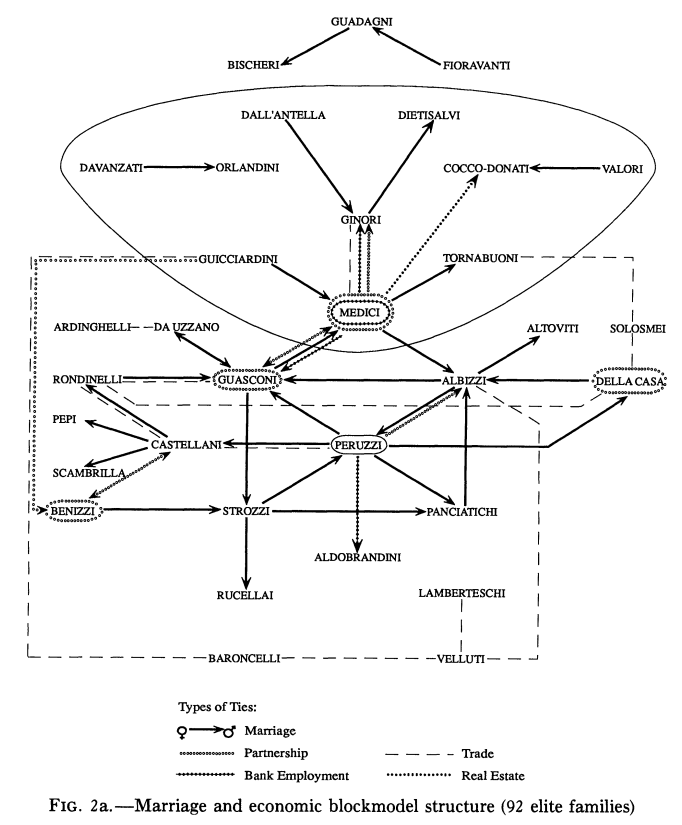 GUADAGNI
BISCHERI
FIORAVANTI
DALL'ANTELLA
DIETISALVI
DAVANZATI
ORLANDINI
COCCO-DONATI
VALORI
GINORI
GUICCIARDINI
TORNABUONI
MEDICI
ARDINGHELLI
DA UZZANO
ALTOVITI
SOLOSMEI
RONDINELLI
GUASCONI
ALBIZZI
DELLA CASA
PEPI
CASTELLANI
PERUZZI
SCAMBRILLA
BENIZZI
STROZZI
PANCIATICHI
ALDOBRANDINI
RUCELLAI
LAMBERTESCHI
BARONCELLI
VELLUTI
Types of Ties:
♀ ♂ Marriage
Partnership
Trade
Bank Employment
Real Estate
FIG. 2a.—Marriage and economic blockmodel structure (92 elite families)